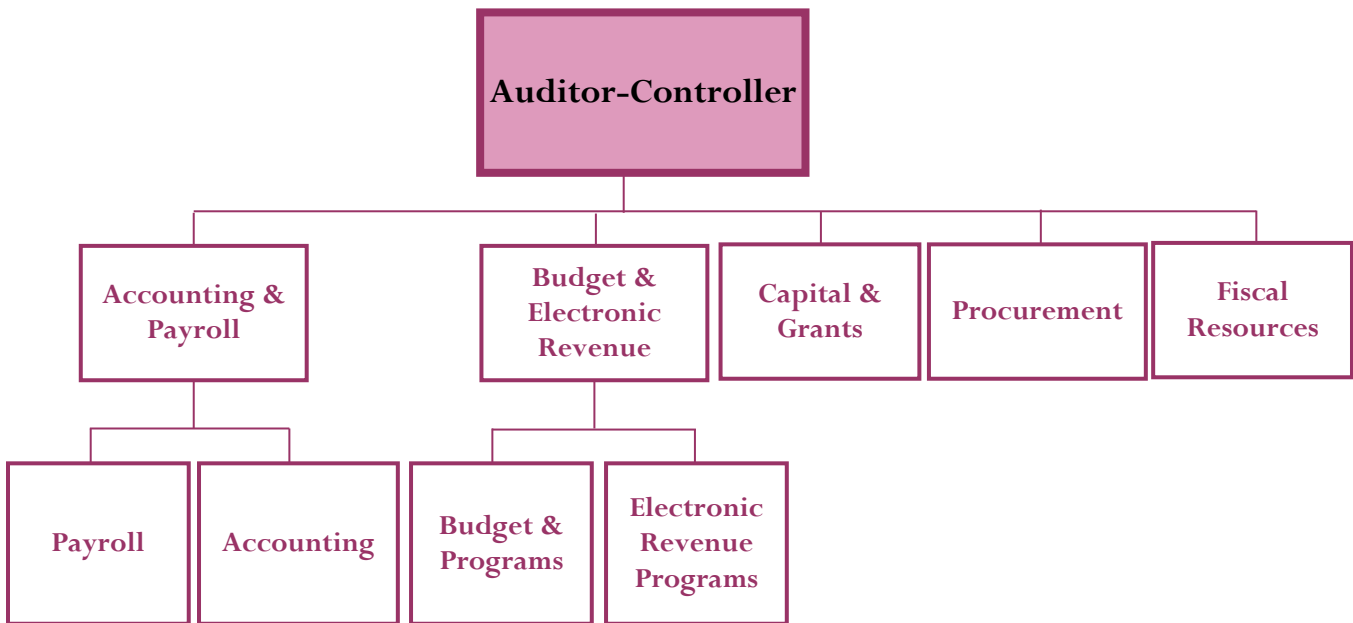 Auditor-Controller
Accounting &
Payroll
Budget &
Electronic
Revenue
Capital &
Grants
Procurement
Fiscal
Resources
Payroll
Accounting
Budget &
Programs
Electronic
Revenue
Programs